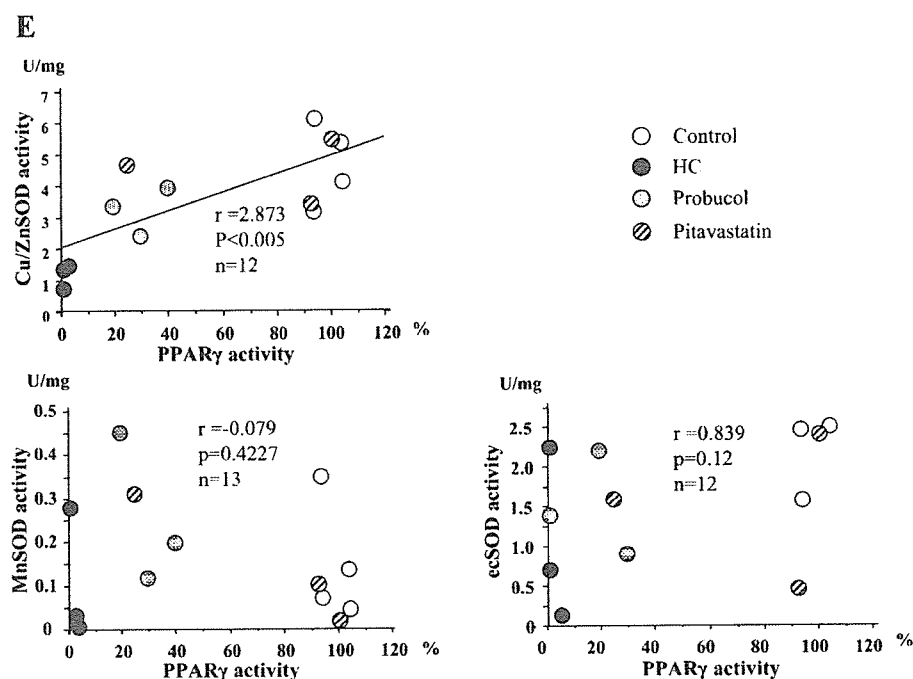 E
U/mg
Cu/ZnSOD activity
7
6
5
4
3
2
1
0
r =2.873
P<0.005
n=12
0 20 40 60 80 100 120 %
PPARγ activity
Control
HC
Probucol
Pitavastatin
U/mg
MnSOD activity
0.5
0.4
0.3
0.2
0.1
0
r =-0.079
p=0.4227
n=13
0 20 40 60 80 100 %
PPARγ activity
U/mg
ecSOD activity
2.5
2.0
1.5
1.0
0.5
0
r =0.839
p=0.12
n=12
0 20 40 60 80 100 %
PPARγ activity